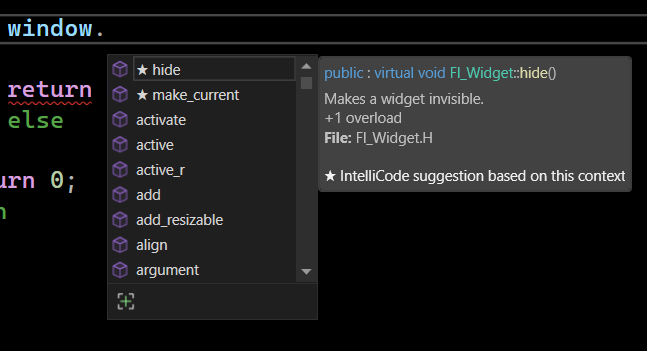 window.
return
else
urn 0;
n
★ hide
★ make_current
activate
active
active_r
add
add_resizable
align
argument
public : virtual void Fl_Widget::hide()
Makes a widget invisible.
+1 overload
File: Fl_Widget.H
★ IntelliCode suggestion based on this context